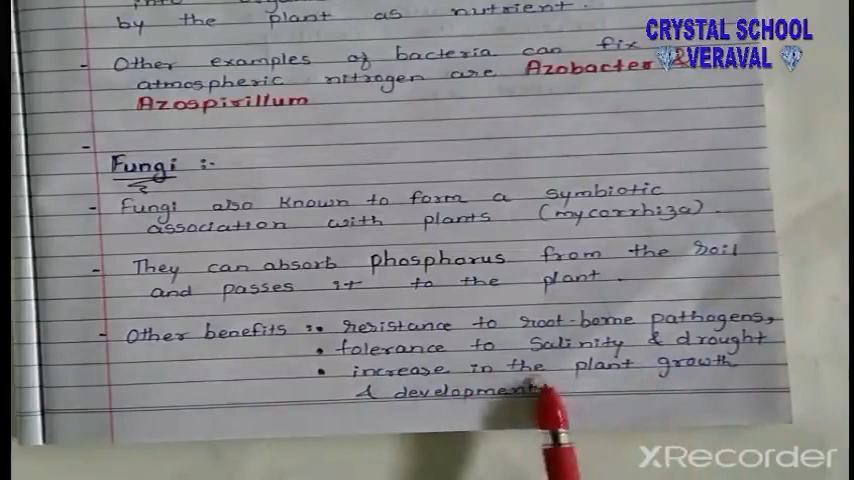 by the plant as nutrient.
CRYSTAL SCHOOL
VERAVAL
- Other examples of bacteria can fix
atmospheric nitrogen are Azobacter &
Azospirillum
-
Fungi :-
- Fungi also known to form a symbiotic
association with plants (mycorrhiza).
- They can absorb phosphorus from the soil
and passes it to the plant.
- Other benefits :• resistance to root-borne pathogens,
• tolerance to salinity & drought
• increase in the plant growth
& development
XRecorder